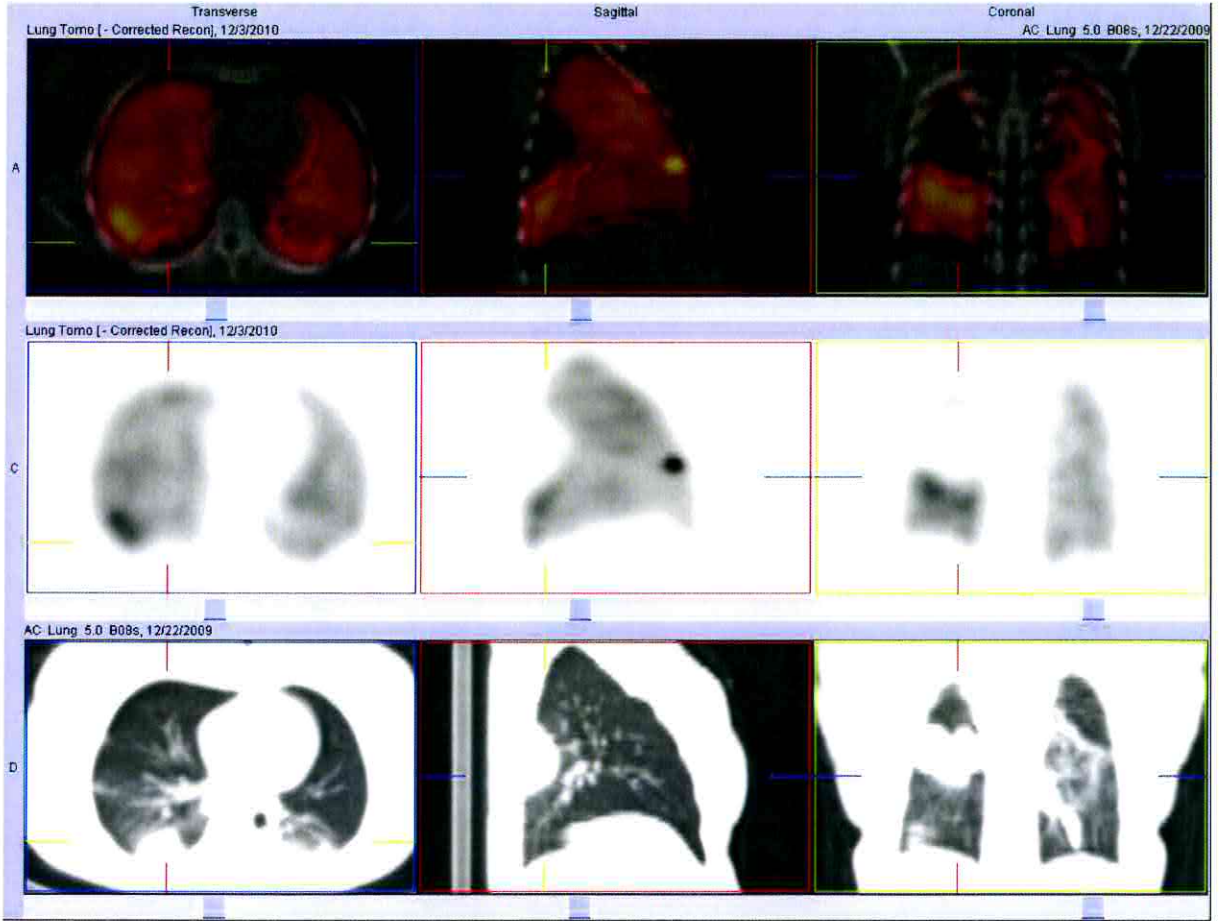 Transverse Sagittal Coronal
Lung Tomo [ - Corrected Recon], 12/3/2010 AC Lung 5.0 B08s, 12/22/2009
A
Lung Tomo [ - Corrected Recon], 12/3/2010
C
AC Lung 5.0 B08s, 12/22/2009
D